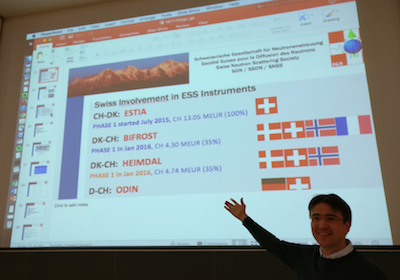 Schweizerische Gesellschaft für Neutronenstreuung
Société Suisse pour la Diffusion des Neutrons
Swiss Neutron Scattering Society
SGN / SSDN / SNSS
Swiss Involvement in ESS Instruments
CH-DK: ESTIA
PHASE 1 started July 2015, CH 13.05 MEUR (100%)
DK-CH: BIFROST
PHASE 1 in Jan 2016, CH 4.30 MEUR (35%)
DK-CH: HEIMDAL
PHASE 1 in Jan 2016, CH 4.74 MEUR (35%)
D-CH: ODIN
Click to add notes